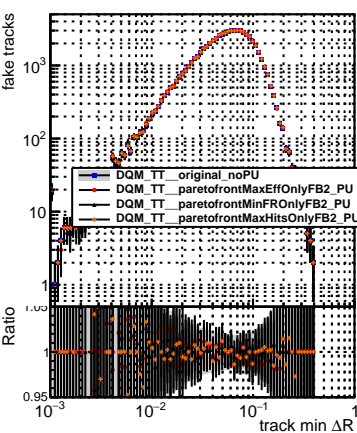 fake tracks
10³
10²
10
1
DQM_TT__original_noPU
DQM_TT__paretofrontMaxEffOnlyFB2_PU
DQM_TT__paretofrontMinFROnlyFB2_PU
DQM_TT__paretofrontMaxHitsOnlyFB2_PU
Ratio
1.05
1
0.95
10⁻³ 10⁻² 10⁻¹ 1
track min ΔR